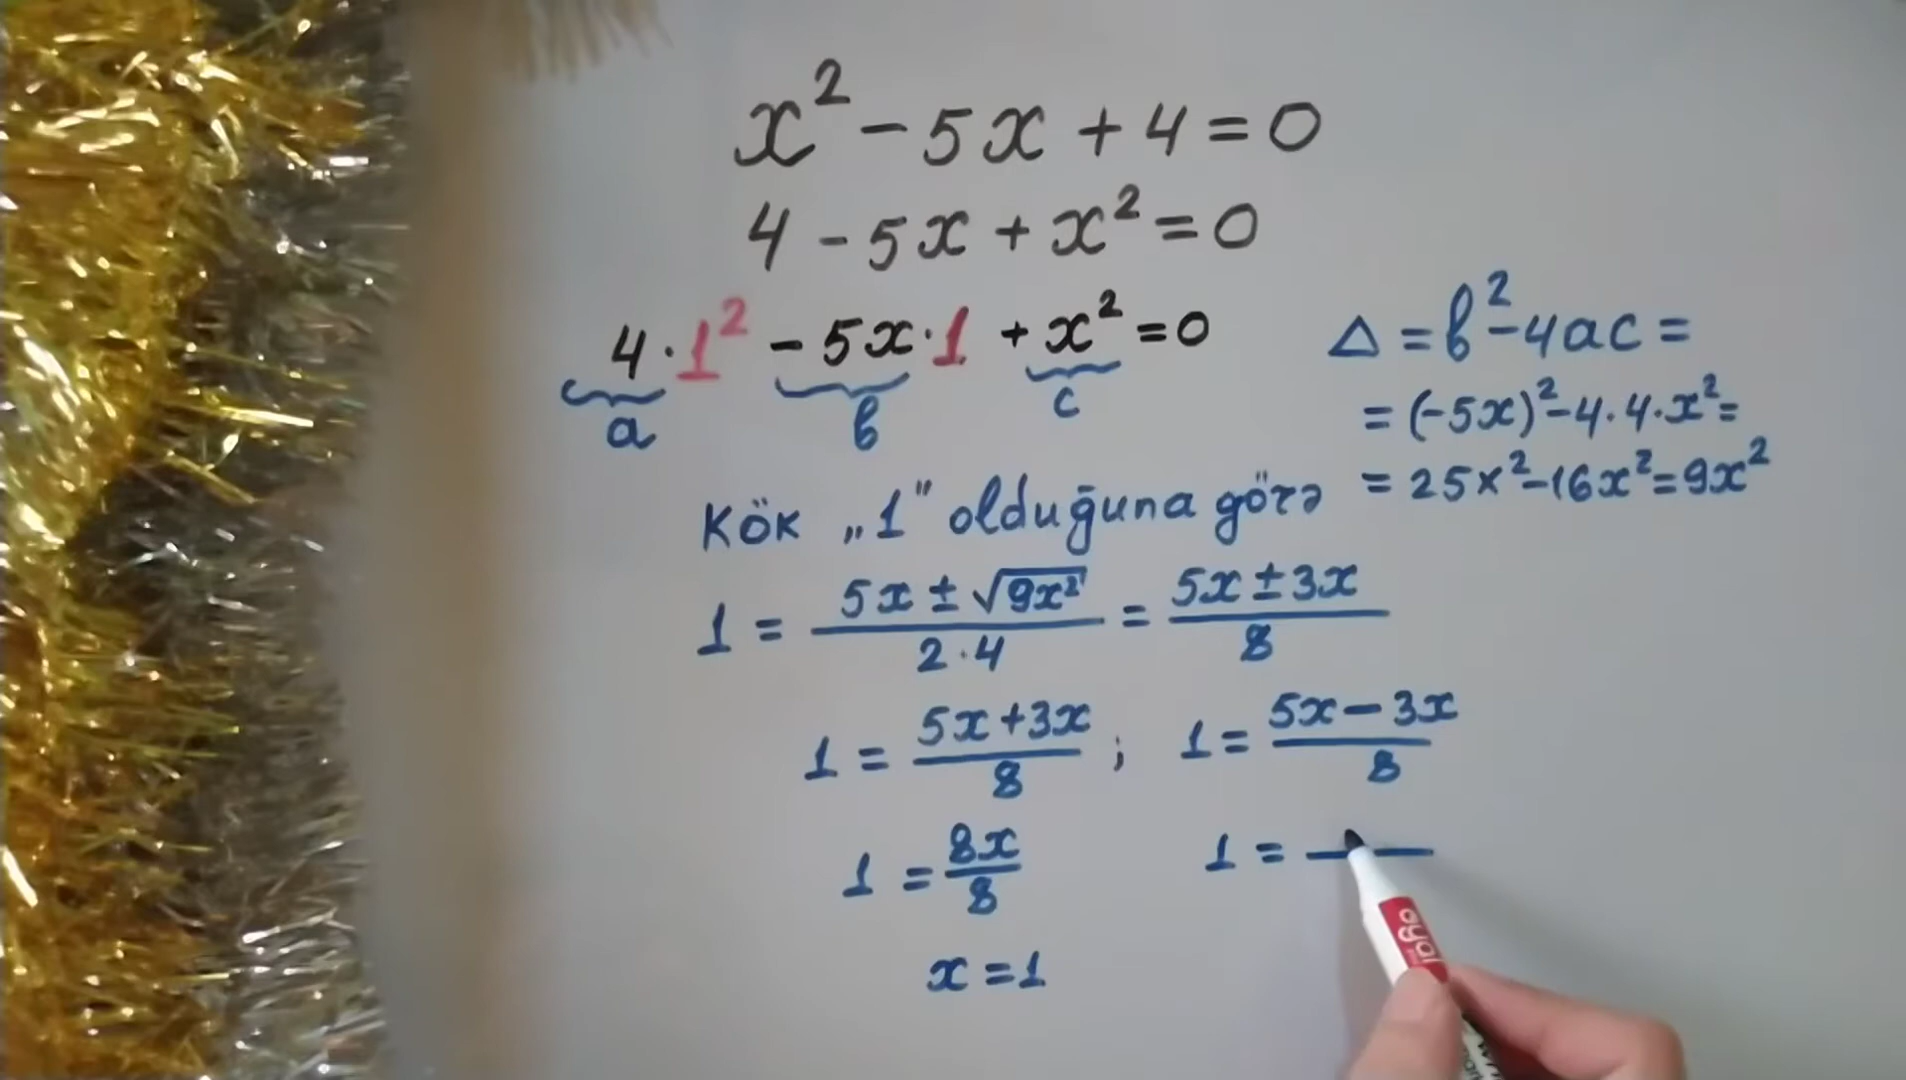 x² - 5x + 4 = 0
4 - 5x + x² = 0
4 · 1² - 5x · 1 + x² = 0
a b c
Δ = b² - 4ac =
= (-5x)² - 4 · 4 · x² =
= 25x² - 16x² = 9x²
Kök „1" olduğuna görə
1 = (5x ± √(9x²))/(2 · 4) = (5x ± 3x)/8
1 = (5x + 3x)/8 ; 1 = (5x - 3x)/8
1 = 8x/8 1 =
x = 1